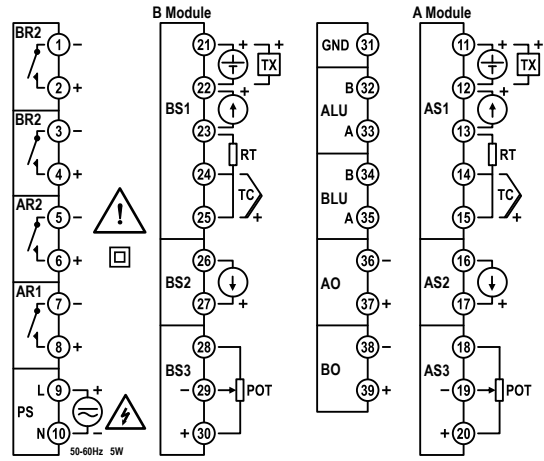 B Module
A Module
BR2
1 −
2 +
BR2
3 −
4 +
AR2
5 −
6 +
AR1
7 −
8 +
PS
L 9 +
N 10 −
50-60Hz 5W
BS1
21 + +
TX
22 +
23
RT
24 −
TC
25 +
BS2
26 −
27 +
BS3
28
− 29 POT
+ 30
GND 31
ALU
B 32
A 33
BLU
B 34
A 35
AO
36 −
37 +
BO
38 −
39 +
AS1
11 + +
TX
12 +
13
RT
14 −
TC
15 +
AS2
16 −
17 +
AS3
18
− 19 POT
+ 20